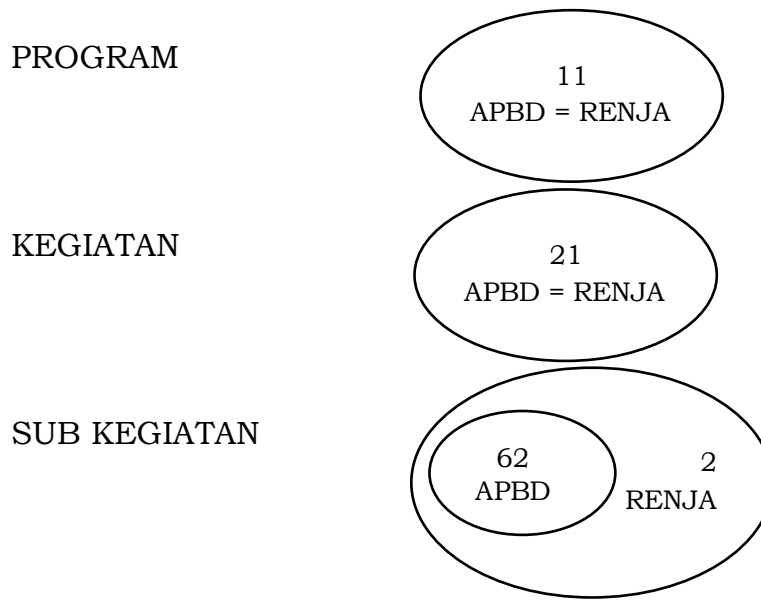 PROGRAM
11
APBD = RENJA
KEGIATAN
21
APBD = RENJA
SUB KEGIATAN
62
APBD
2
RENJA